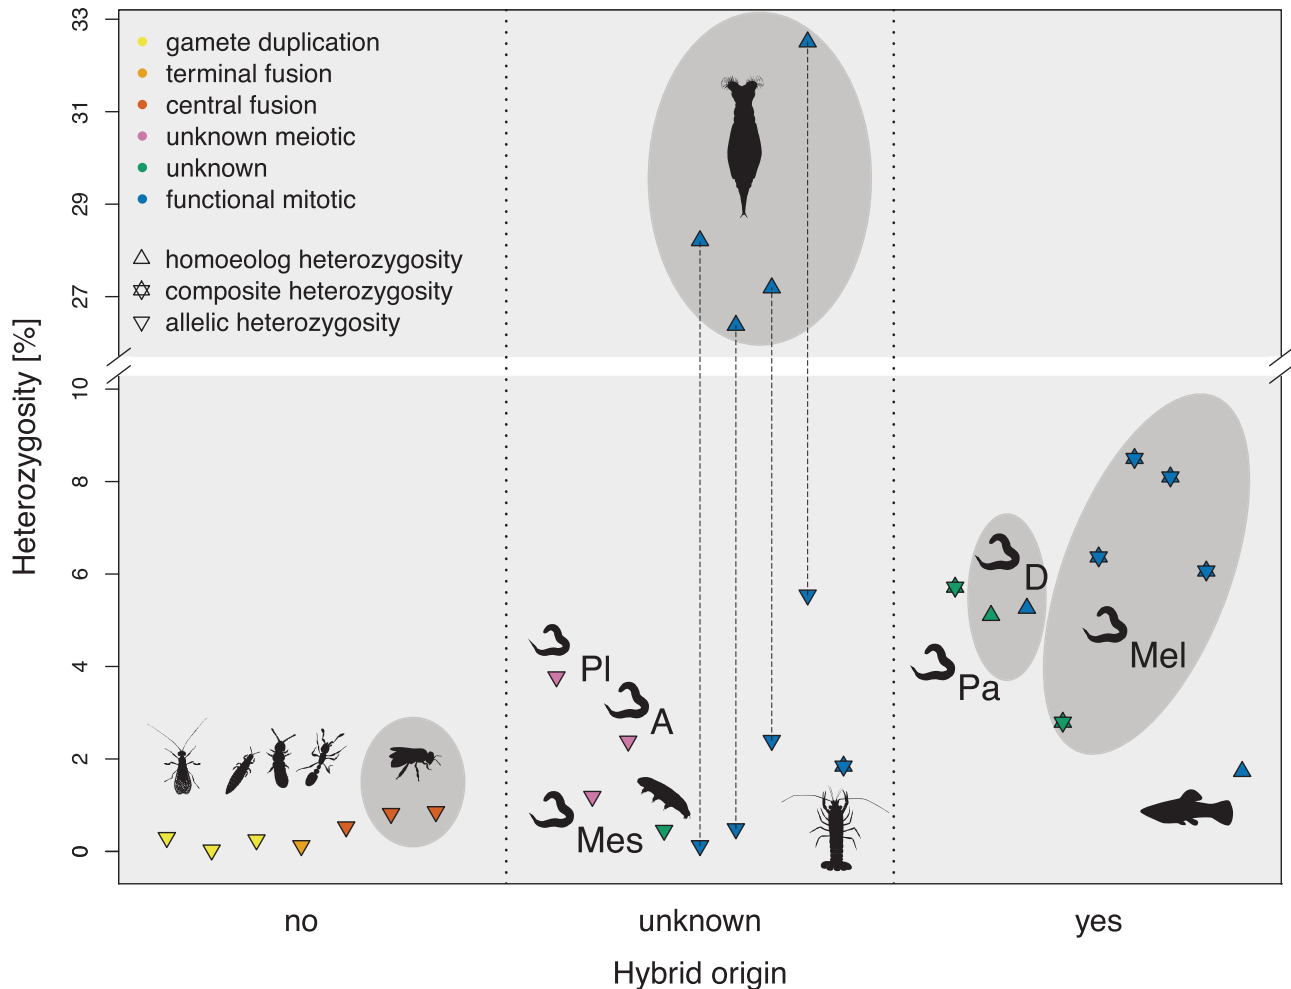 gamete duplication
terminal fusion
central fusion
unknown meiotic
unknown
functional mitotic
homoeolog heterozygosity
composite heterozygosity
allelic heterozygosity
Heterozygosity [%]
33
31
29
27
10
8
6
4
2
0
Pl
A
Mes
D
Pa
Mel
no
unknown
yes
Hybrid origin